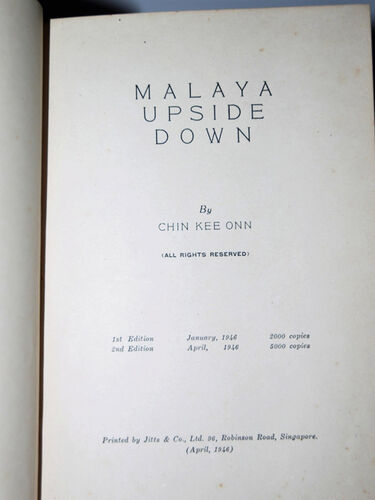 MALAYA
UPSIDE
DOWN
By
CHIN KEE ONN
(ALL RIGHTS RESERVED)
1st Edition January, 1946 2000 copies
2nd Edition April, 1946 5000 copies
Printed by Jitts & Co., Ltd. 96, Robinson Road, Singapore.
(April, 1946)